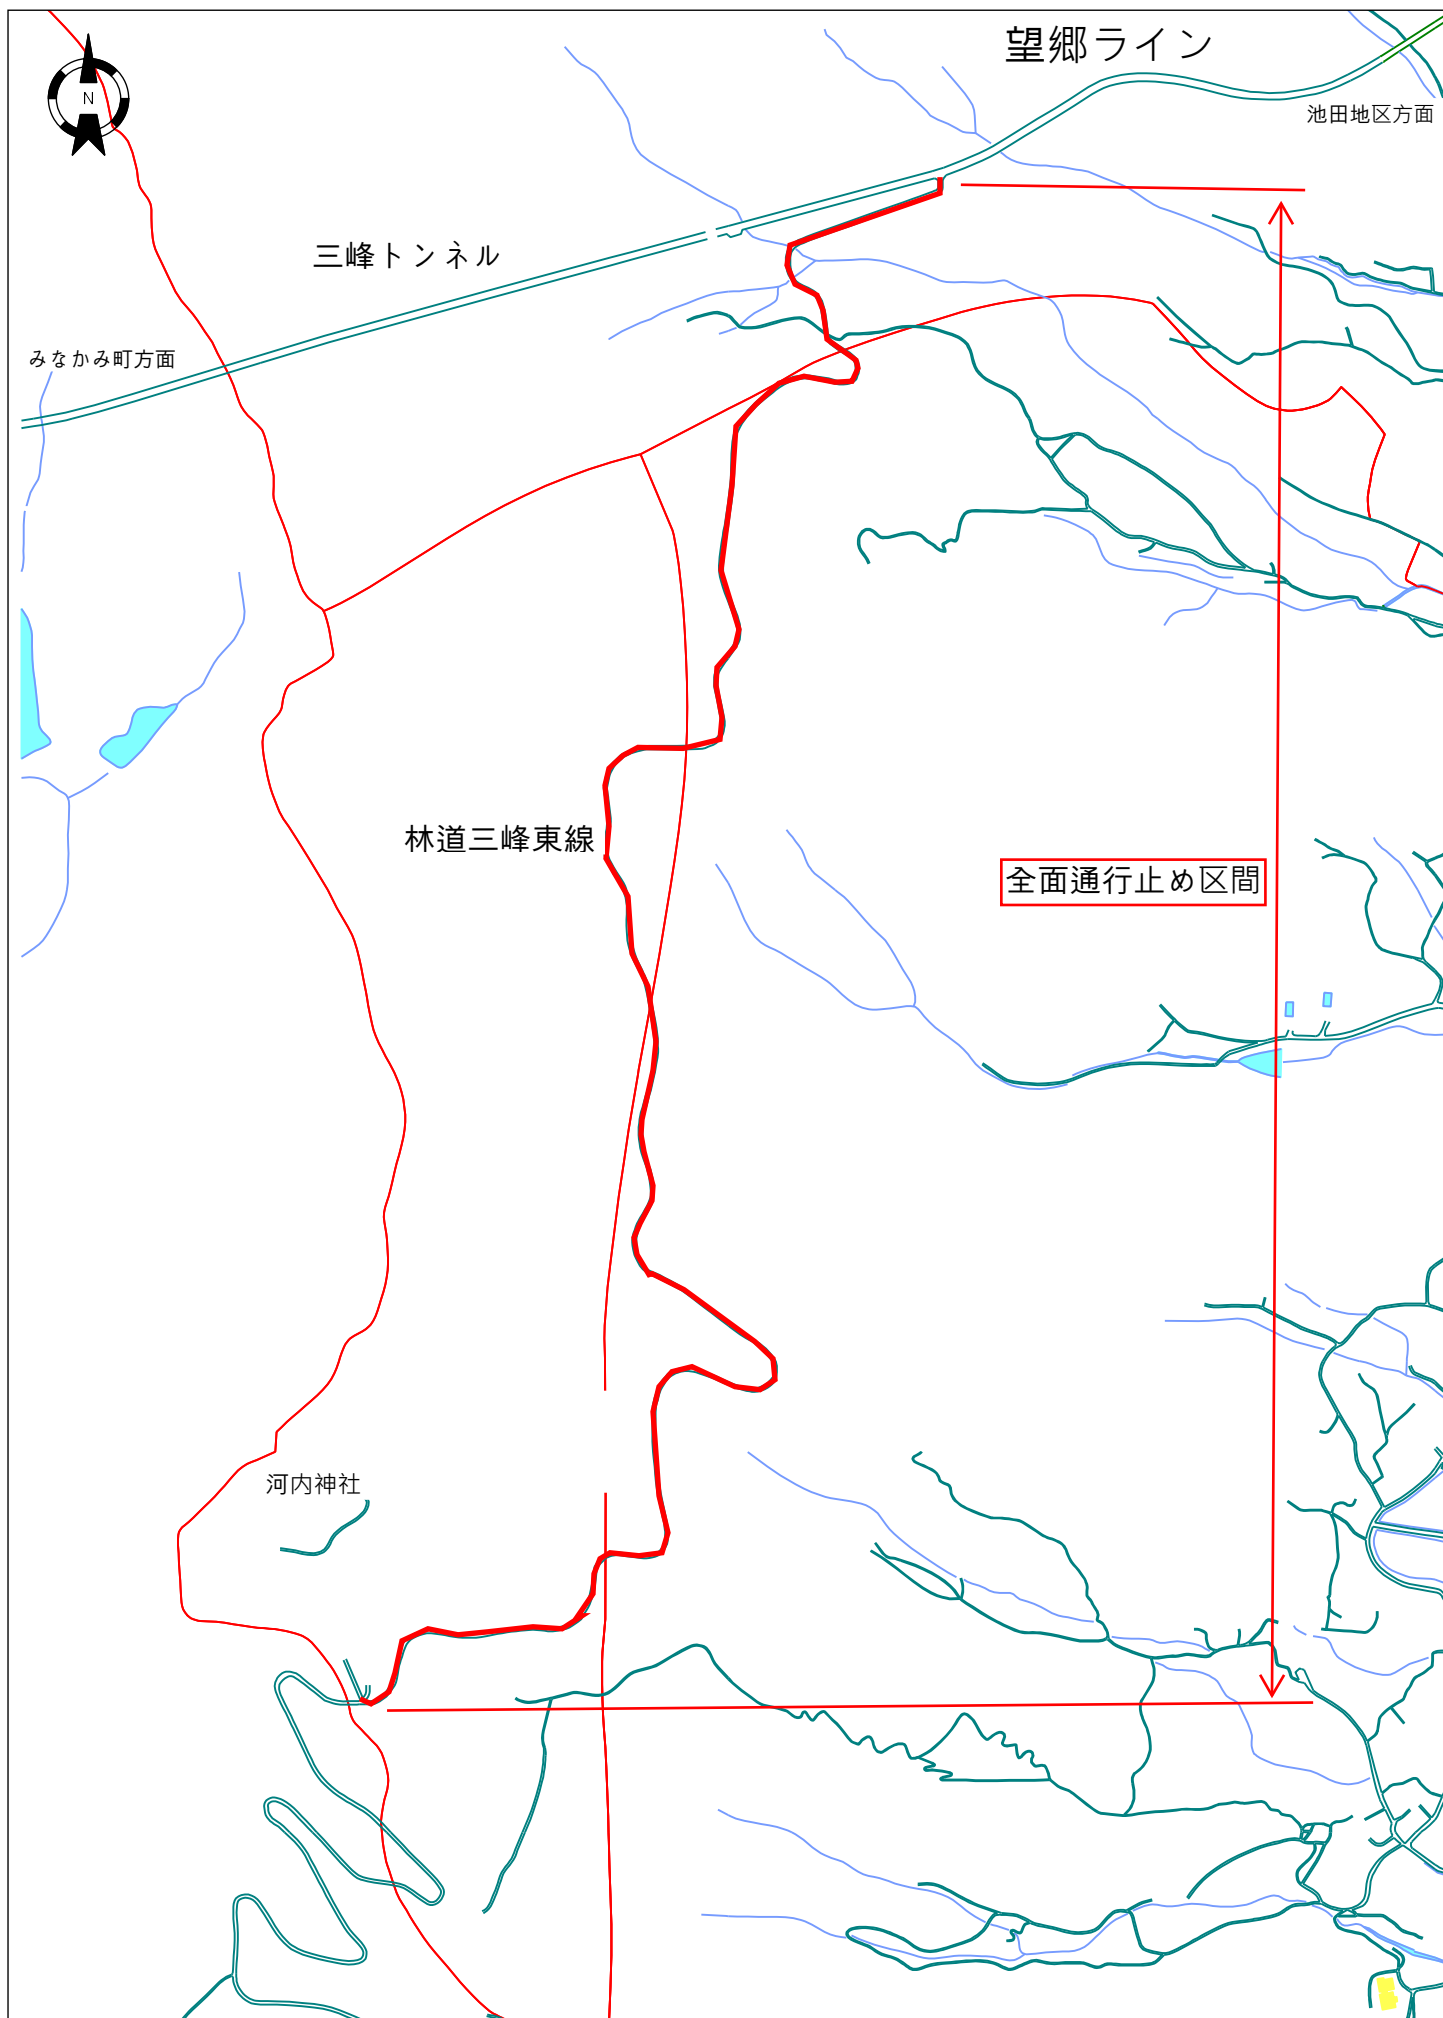 望郷ライン
N
池田地区方面
三峰トンネル
みなかみ町方面
林道三峰東線
全面通行止め区間
河内神社